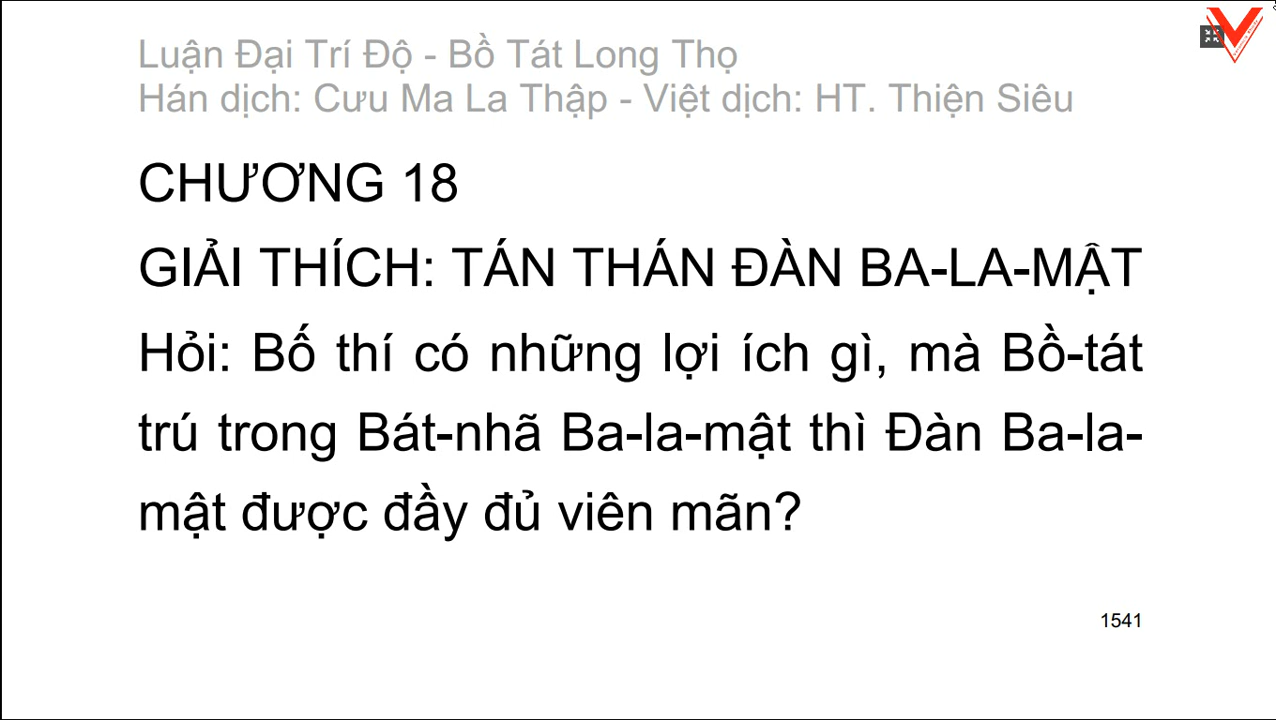 Luận Đại Trí Độ - Bồ Tát Long Thọ
Hán dịch: Cưu Ma La Thập - Việt dịch: HT. Thiện Siêu
CHƯƠNG 18
GIẢI THÍCH: TÁN THÁN ĐÀN BA-LA-MẬT
Hỏi: Bố thí có những lợi ích gì, mà Bồ-tát
trú trong Bát-nhã Ba-la-mật thì Đàn Ba-la-
mật được đầy đủ viên mãn?
1541